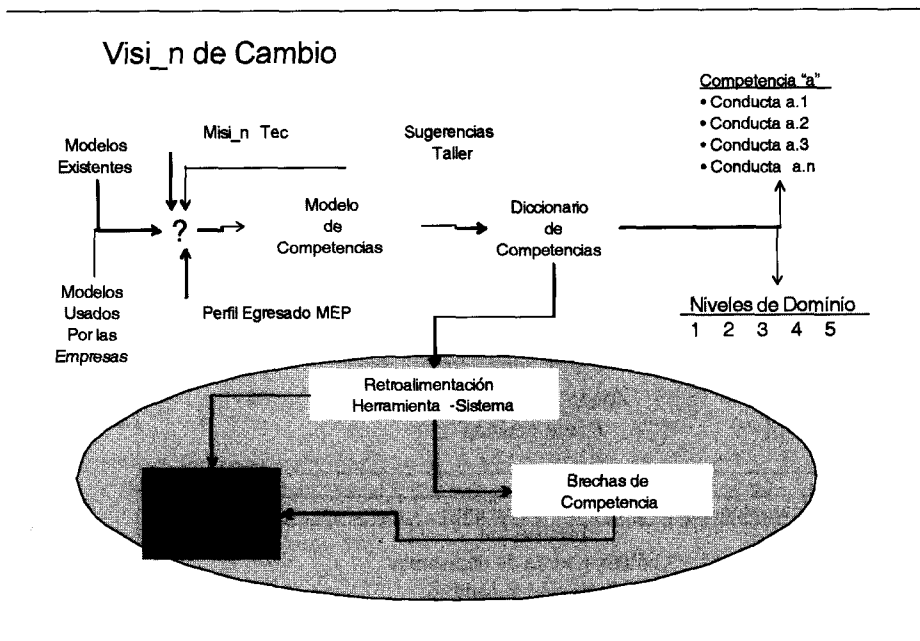 Visi_n de Cambio
Competencia "a"
• Conducta a.1
• Conducta a.2
• Conducta a.3
• Conducta a.n
Modelos
Existentes
Misi_n Tec
Sugerencias
Taller
?
Modelo
de
Competencias
Diccionario
de
Competencias
Modelos
Usados
Por las
Empresas
Perfil Egresado MEP
Niveles de Dominio
1 2 3 4 5
Retroalimentación
Herramienta -Sistema
Brechas de
Competencia